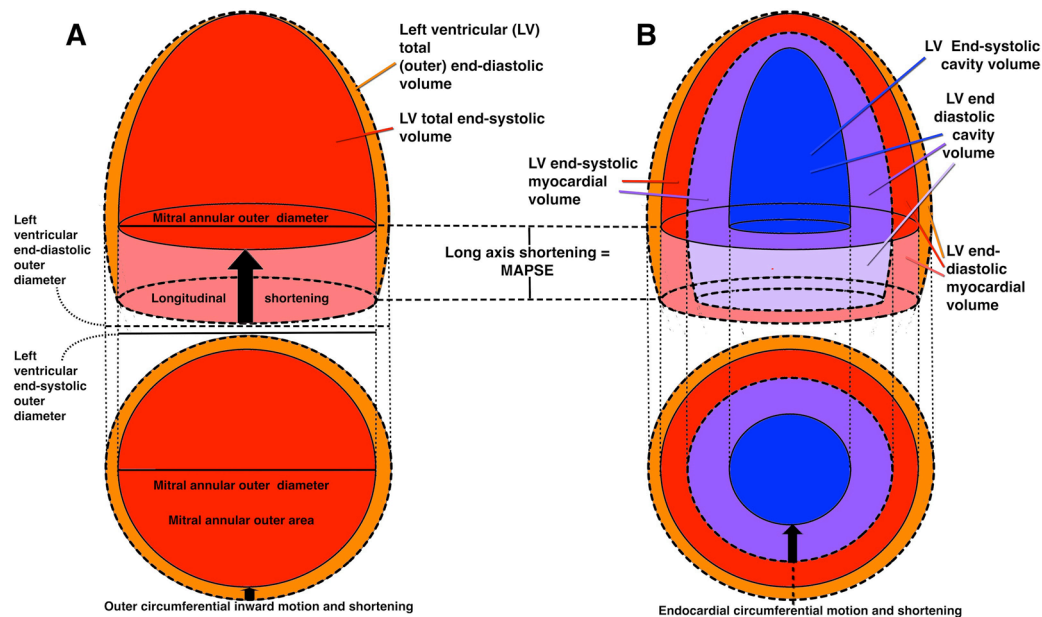 A
Left ventricular (LV)
total
(outer) end-diastolic
volume
LV total end-systolic
volume
Mitral annular outer diameter
Left
ventricular
end-diastolic
outer
diameter
Longitudinal shortening
Left
ventricular
end-systolic
outer
diameter
Mitral annular outer diameter
Mitral annular outer area
Outer circumferential inward motion and shortening
Long axis shortening =
MAPSE
B
LV End-systolic
cavity volume
LV end
diastolic
cavity
volume
LV end-systolic
myocardial
volume
LV end-
diastolic
myocardial
volume
Endocardial circumferential motion and shortening